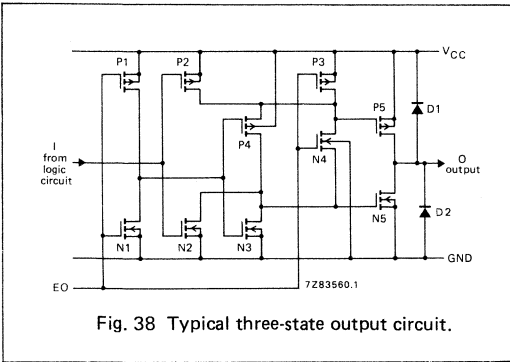 P1 P2 P3 VCC
P5 D1
P4
I
from
logic
circuit
N4
O
output
N1 N2 N3 N5 D2
GND
7Z83560.1
EO
Fig. 38 Typical three-state output circuit.